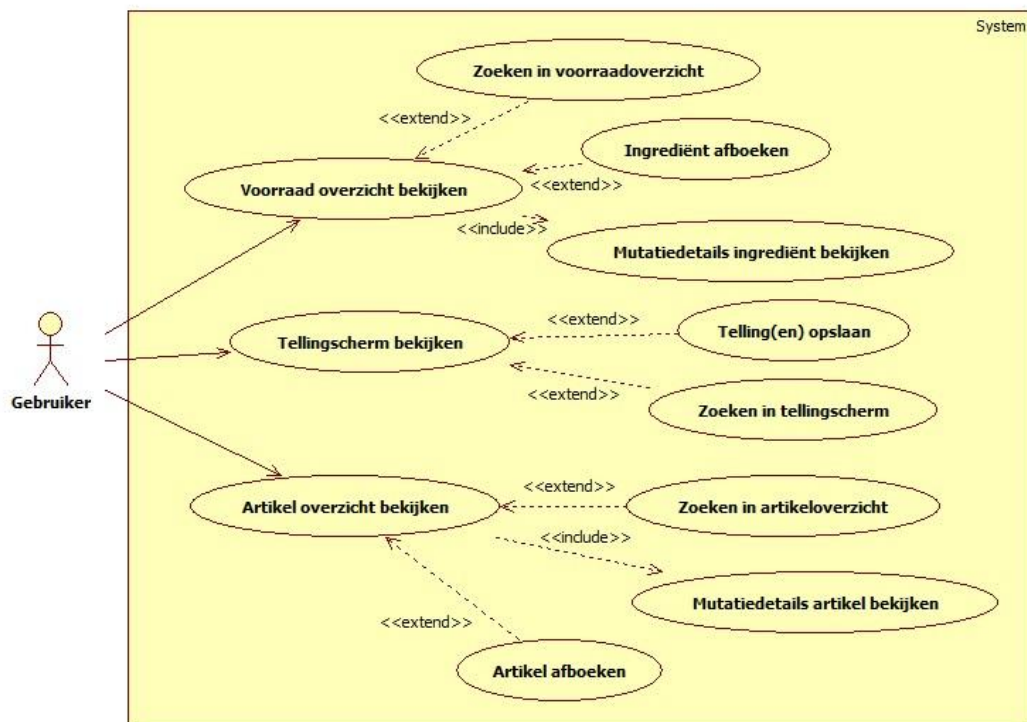 System
Zoeken in voorraadoverzicht
<<extend>>
Ingrediënt afboeken
Voorraad overzicht bekijken
<<extend>>
<<include>>
Mutatiedetails ingrediënt bekijken
<<extend>>
Telling(en) opslaan
Tellingscherm bekijken
<<extend>>
Gebruiker
Zoeken in tellingscherm
<<extend>>
Artikel overzicht bekijken
Zoeken in artikeloverzicht
<<include>>
Mutatiedetails artikel bekijken
<<extend>>
Artikel afboeken